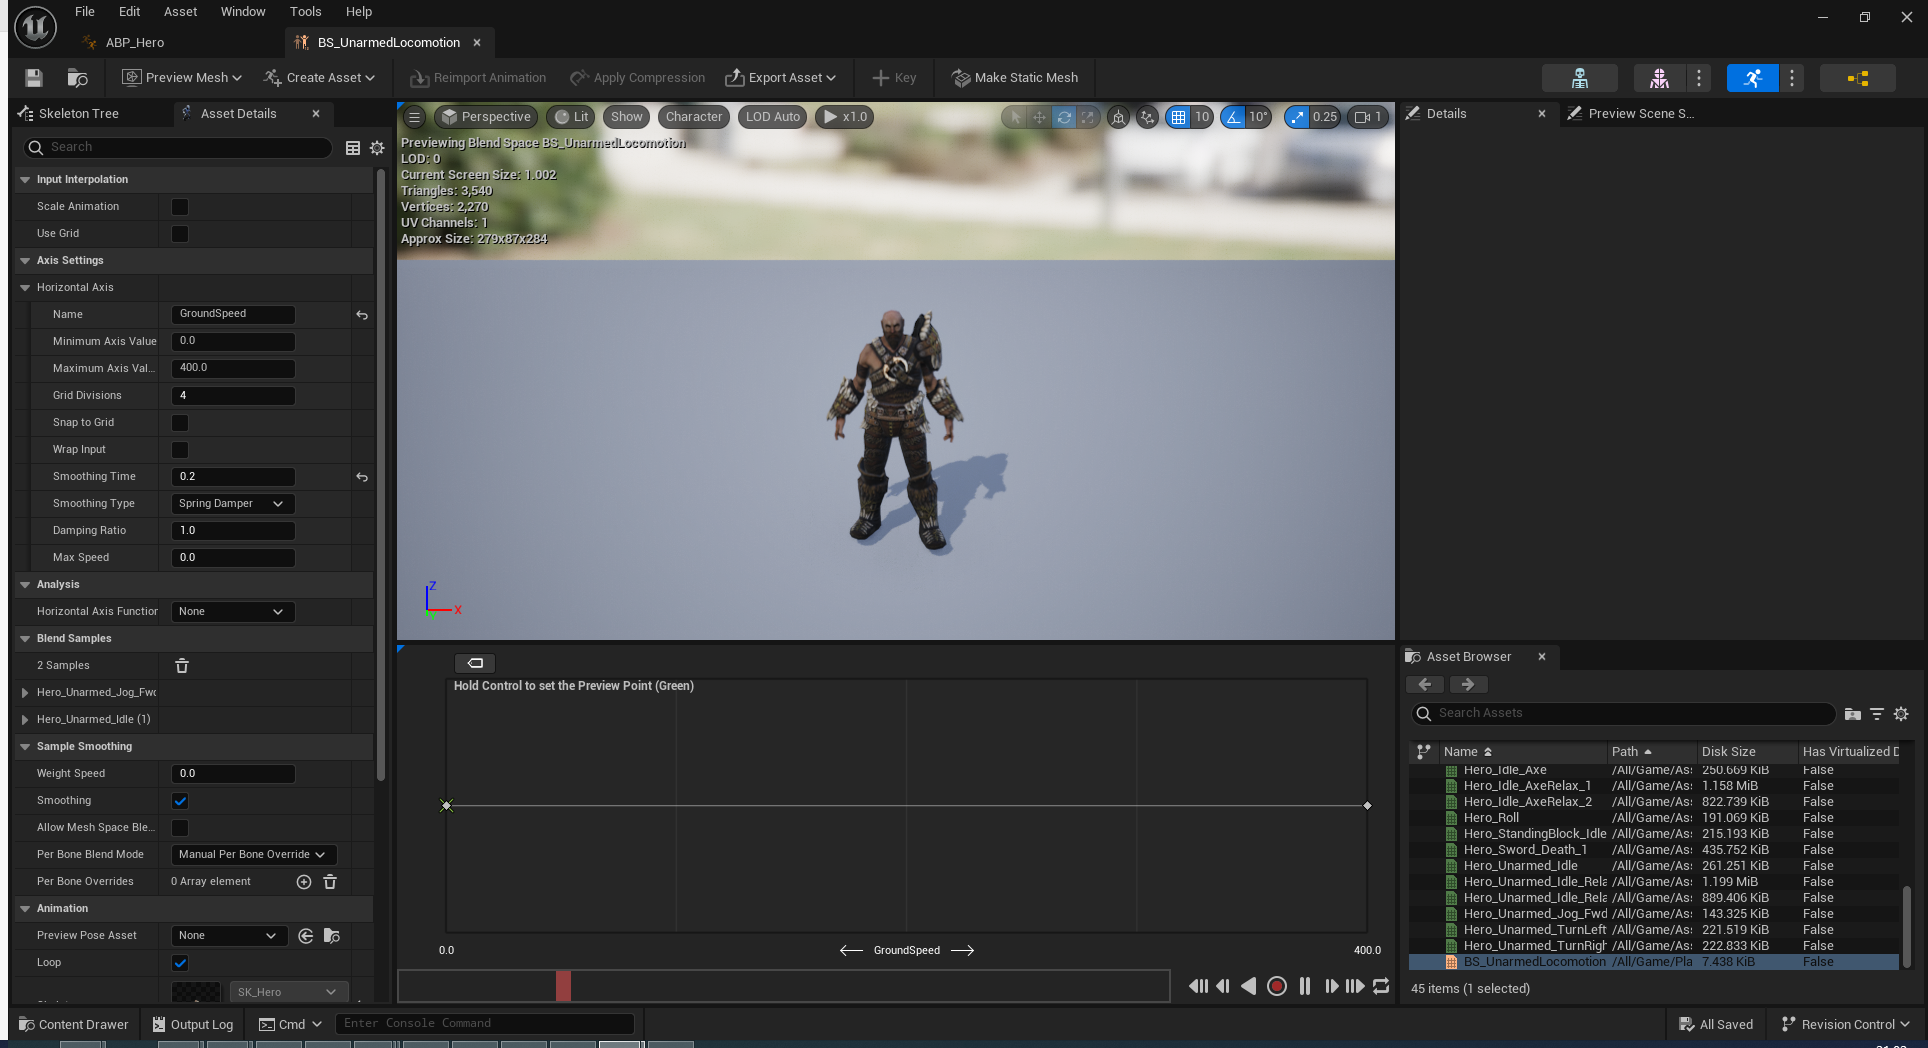 File Edit Asset Window Tools Help
ABP_Hero
BS_UnarmedLocomotion
Preview Mesh
Create Asset
Reimport Animation
Apply Compression
Export Asset
Key
Make Static Mesh
Skeleton Tree
Asset Details
Search
Input Interpolation
Scale Animation
Use Grid
Axis Settings
Horizontal Axis
Name GroundSpeed
Minimum Axis Value 0.0
Maximum Axis Val... 400.0
Grid Divisions 4
Snap to Grid
Wrap Input
Smoothing Time 0.2
Smoothing Type Spring Damper
Damping Ratio 1.0
Max Speed 0.0
Analysis
Horizontal Axis Function None
Blend Samples
2 Samples
Hero_Unarmed_Jog_Fwd
Hero_Unarmed_Idle (1)
Sample Smoothing
Weight Speed 0.0
Smoothing
Allow Mesh Space Ble...
Per Bone Blend Mode Manual Per Bone Override
Per Bone Overrides 0 Array element
Animation
Preview Pose Asset None
Loop
SK_Hero
Perspective Lit Show Character LOD Auto x1.0 10 10° 0.25 1
Previewing Blend Space BS_UnarmedLocomotion
LOD: 0
Current Screen Size: 1.002
Triangles: 3,540
Vertices: 2,270
UV Channels: 1
Approx Size: 279x87x284
Z
X
Y
Hold Control to set the Preview Point (Green)
0.0 GroundSpeed 400.0
Details
Preview Scene S...
Asset Browser
Search Assets
Name Path Disk Size Has Virtualized D
Hero_Idle_Axe /All/Game/As 250.669 KiB False
Hero_Idle_AxeRelax_1 /All/Game/As 1.158 MiB False
Hero_Idle_AxeRelax_2 /All/Game/As 822.739 KiB False
Hero_Roll /All/Game/As 191.069 KiB False
Hero_StandingBlock_Idle /All/Game/As 215.193 KiB False
Hero_Sword_Death_1 /All/Game/As 435.752 KiB False
Hero_Unarmed_Idle /All/Game/As 261.251 KiB False
Hero_Unarmed_Idle_Rela /All/Game/As 1.199 MiB False
Hero_Unarmed_Idle_Rela /All/Game/As 889.406 KiB False
Hero_Unarmed_Jog_Fwd /All/Game/As 143.325 KiB False
Hero_Unarmed_TurnLeft /All/Game/As 221.519 KiB False
Hero_Unarmed_TurnRigh /All/Game/As 222.833 KiB False
BS_UnarmedLocomotion /All/Game/Pla 7.438 KiB False
45 items (1 selected)
Content Drawer
Output Log
Cmd
Enter Console Command
All Saved
Revision Control